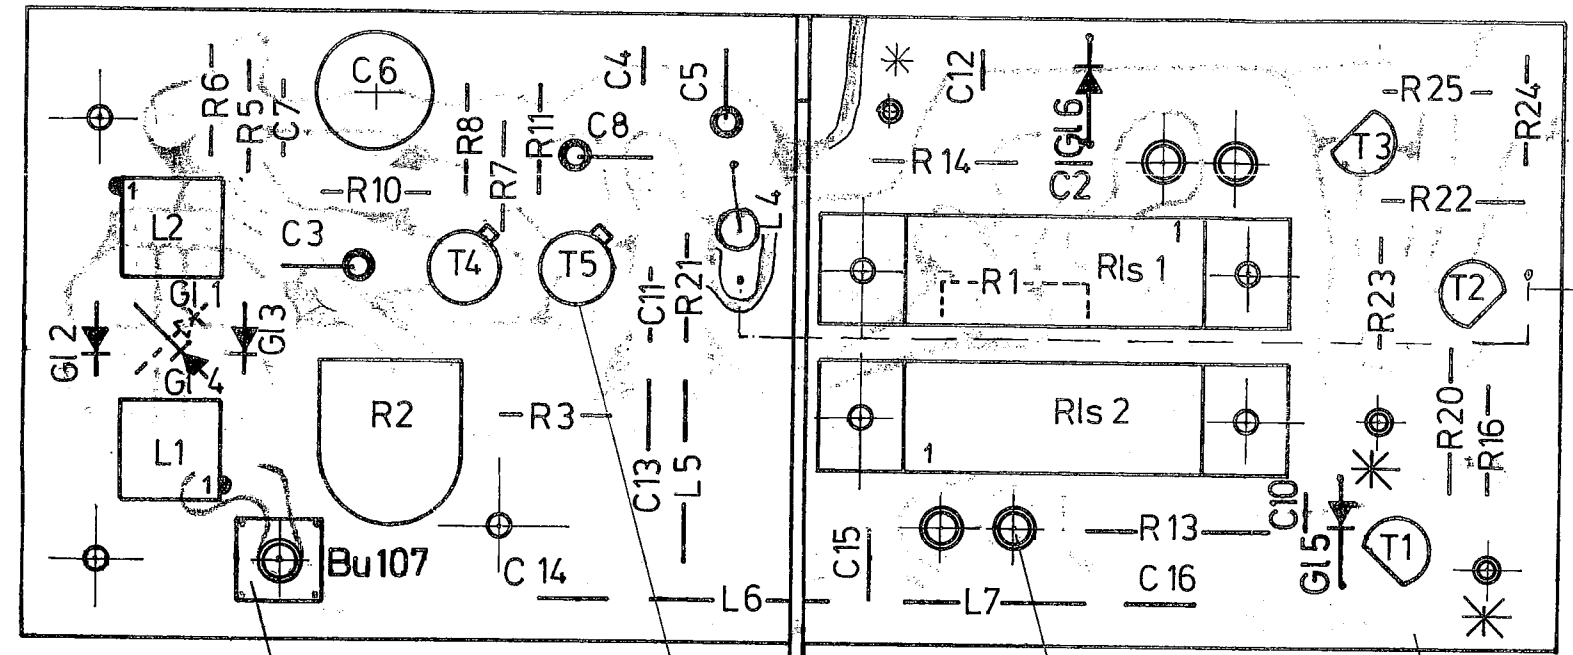 R6
R5
C7
C6
R8
R7
R11
C4
C5
C8
C12
Gl6
R25
R24
T3
R14
C2
R10
R22
1
L2
C3
T4
T5
L4
1
Rls 1
R1
R21
C11
R23
T2
Gl 1
Gl 2
Gl 3
Gl 4
R2
R3
Rls 2
1
R20
R16
L1
1
C13
L5
C10
Bu107
C 14
C15
R13
Gl5
T1
L6
L7
C 16